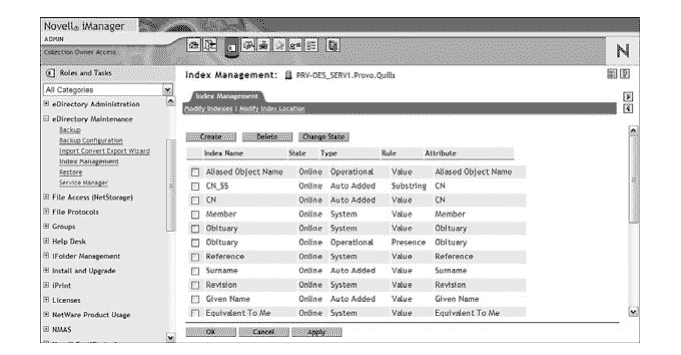 Novell® iManager
ADMIN
Collection Owner Access
N
Roles and Tasks
All Categories
eDirectory Administration
eDirectory Maintenance
Backup
Backup Configuration
Import Convert Export Wizard
Index Management
Restore
Service Manager
File Access (NetStorage)
File Protocols
Groups
Help Desk
iFolder Management
Install and Upgrade
iPrint
Licenses
NetWare Product Usage
NMAS
Index Management: PRV-OES_SERV1.Provo.Quills
Index Management
Modify Indexes | Modify Index Location
Create Delete Change State
Index Name State Type Rule Attribute
Aliased Object Name Online Operational Value Aliased Object Name
CN_SS Online Auto Added Substring CN
CN Online Auto Added Value CN
Member Online System Value Member
Obituary Online System Value Obituary
Obituary Online Operational Presence Obituary
Reference Online System Value Reference
Surname Online Auto Added Value Surname
Revision Online System Value Revision
Given Name Online Auto Added Value Given Name
Equivalent To Me Online System Value Equivalent To Me
OK Cancel Apply